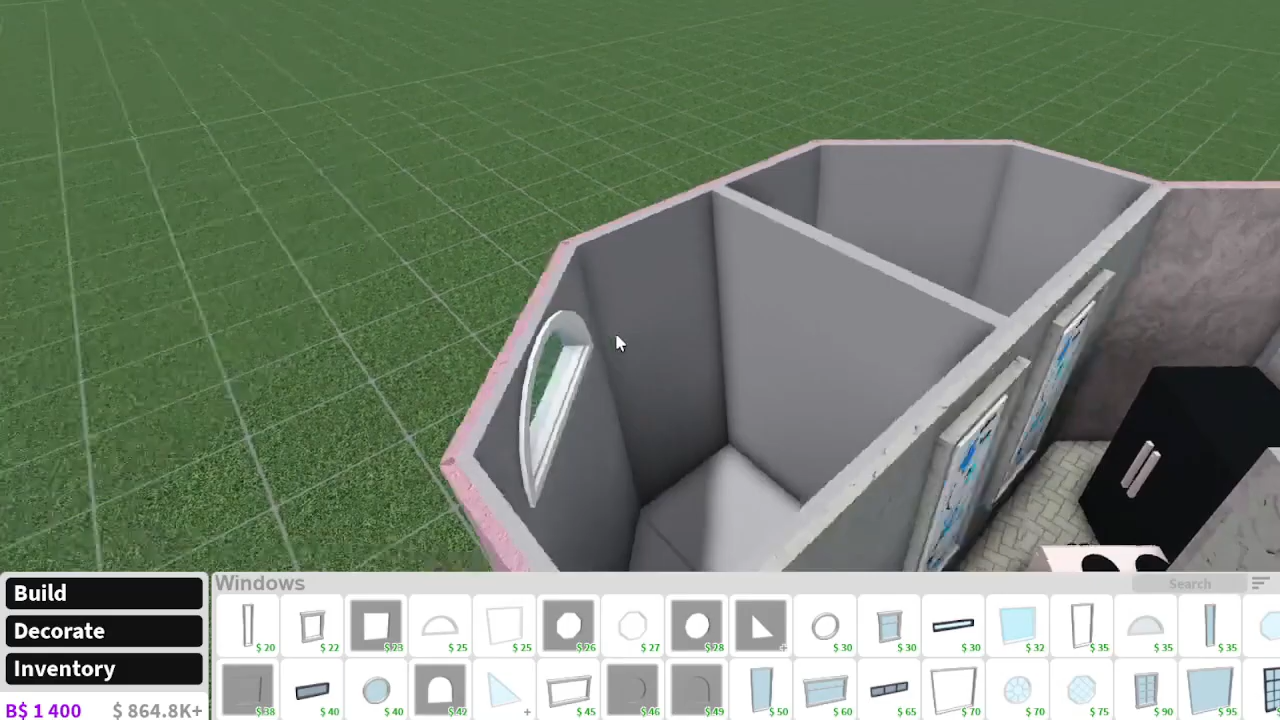 Windows
Search
Build
Decorate
Inventory
B$ 1 400 $ 864.8K+
$ 20 $ 22 $ 23 $ 25 $ 25 $ 26 $ 27 $ 28 + $ 30 $ 30 $ 30 $ 32 $ 35 $ 35 $ 35
$ 38 $ 40 $ 40 $ 42 + $ 45 $ 46 $ 49 $ 50 $ 60 $ 65 $ 70 $ 70 $ 75 $ 90 $ 95